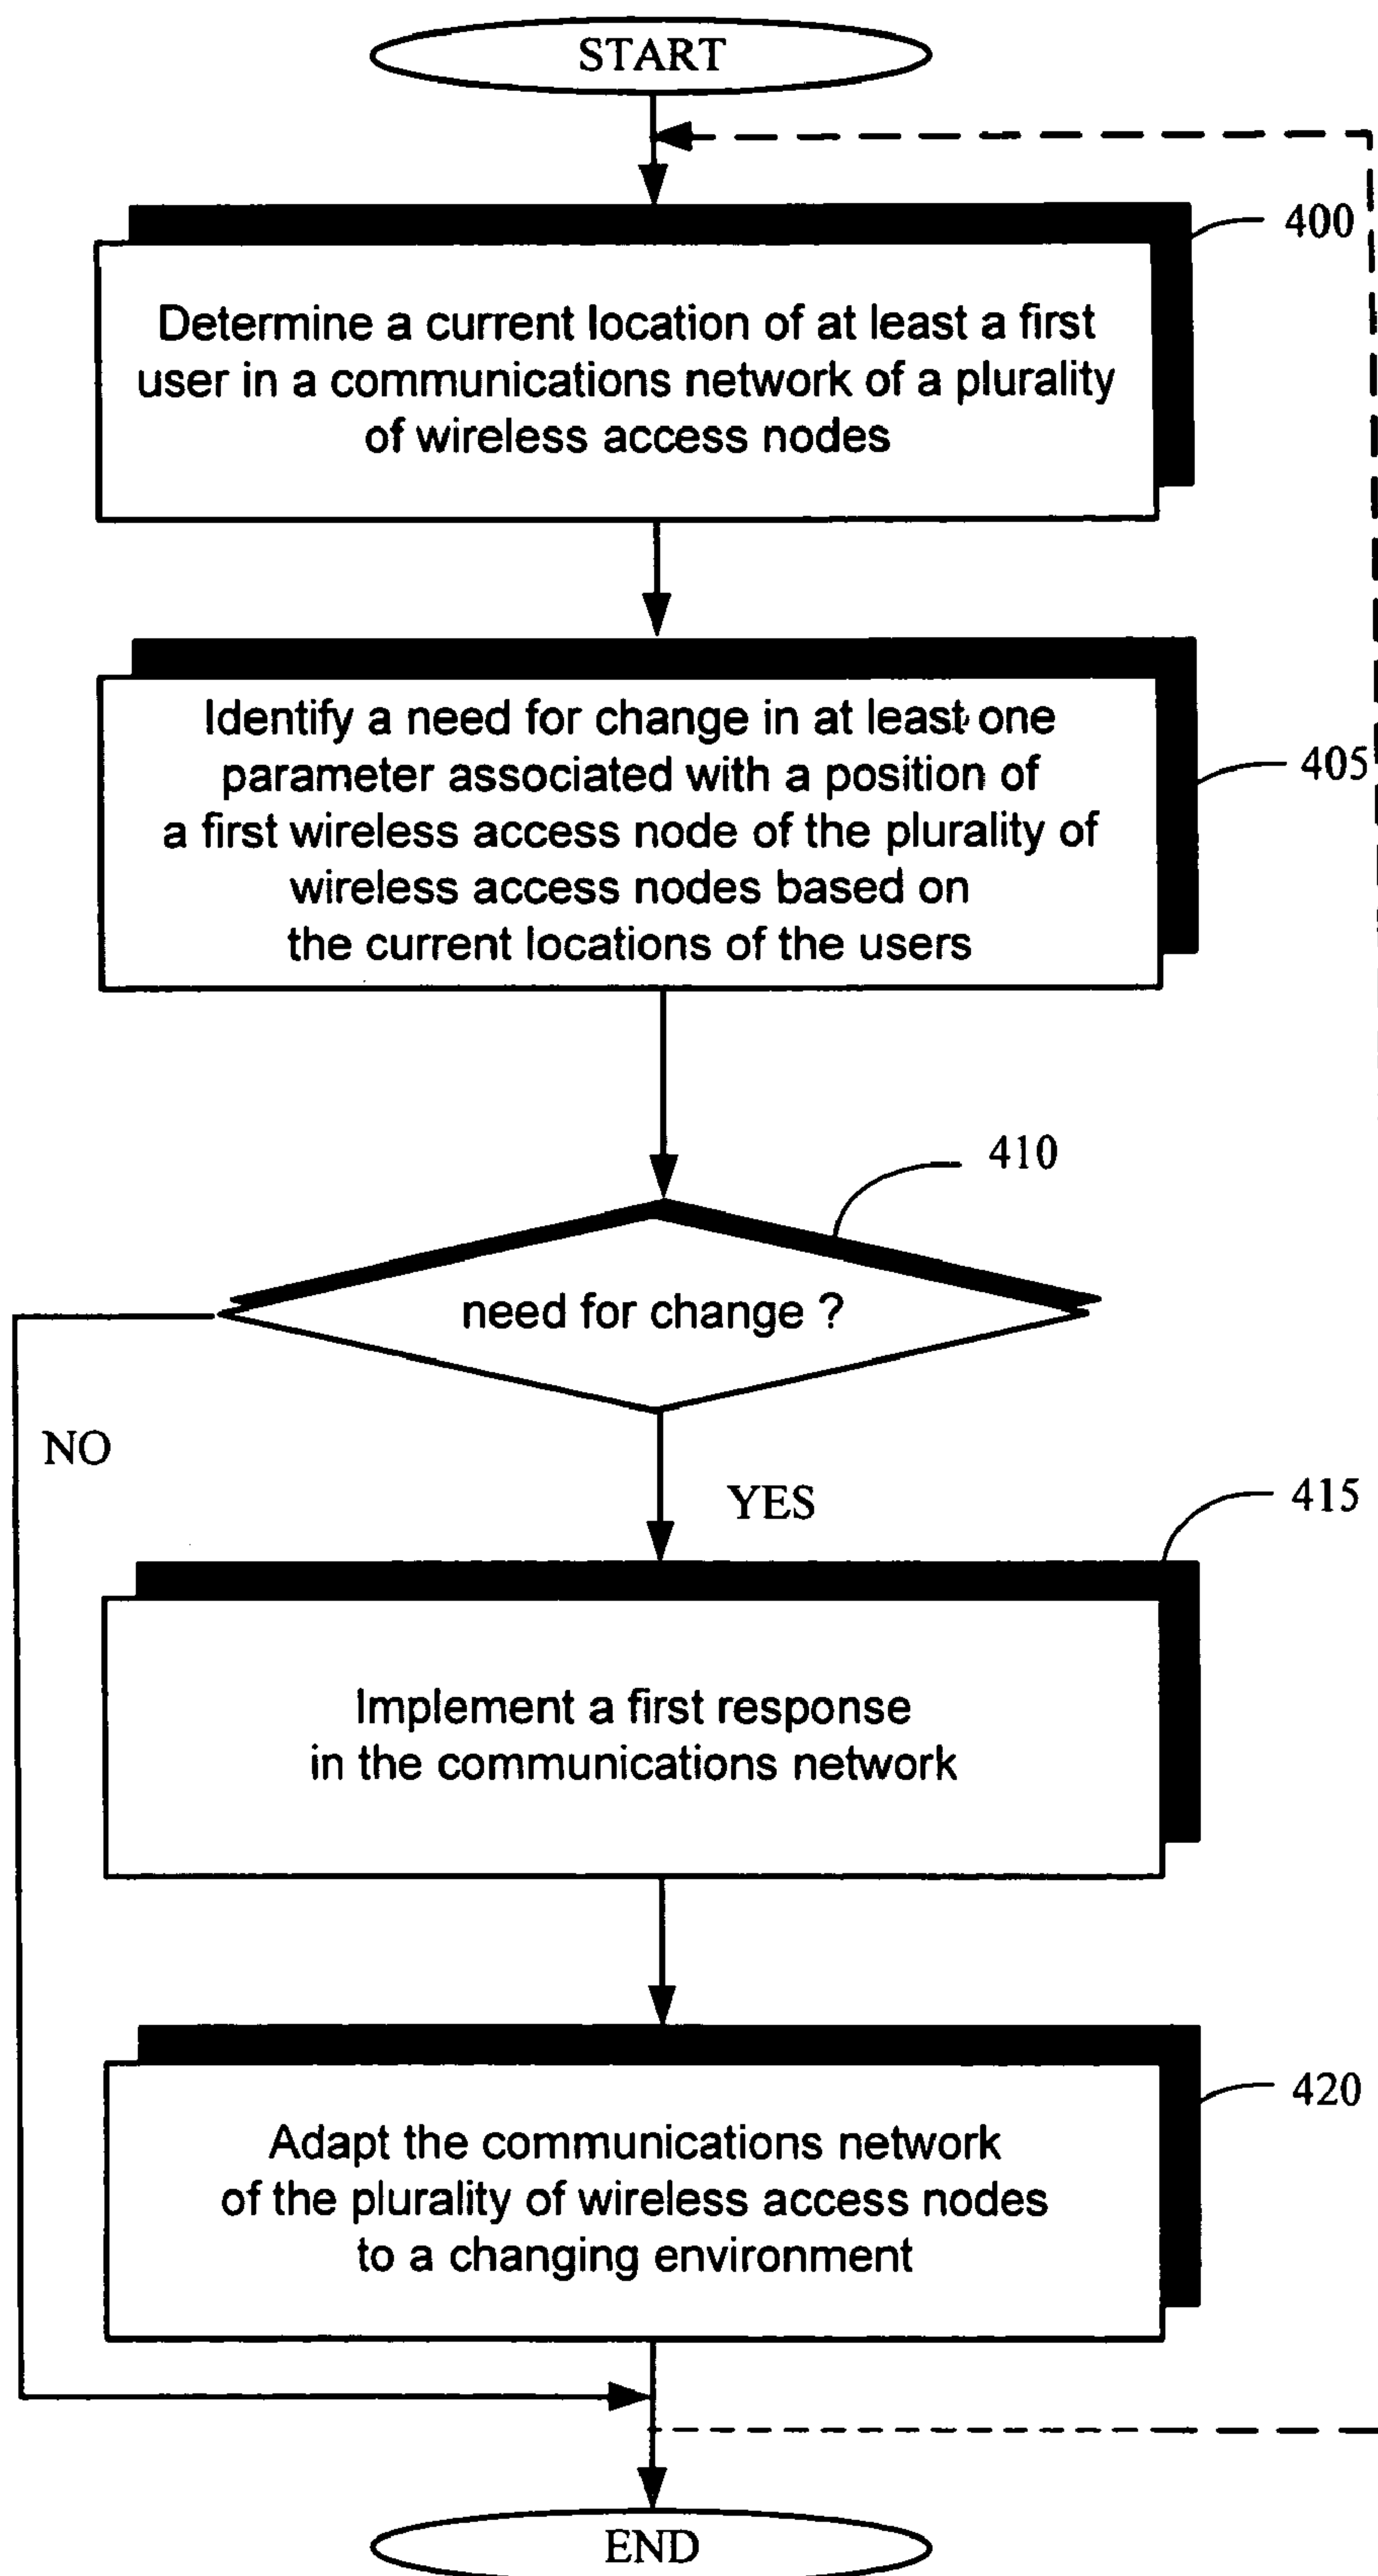 START
400
Determine a current location of at least a first
user in a communications network of a plurality
of wireless access nodes
Identify a need for change in at least one
parameter associated with a position of
a first wireless access node of the plurality of
wireless access nodes based on
the current locations of the users
405
410
need for change ?
NO
YES
415
Implement a first response
in the communications network
420
Adapt the communications network
of the plurality of wireless access nodes
to a changing environment
END